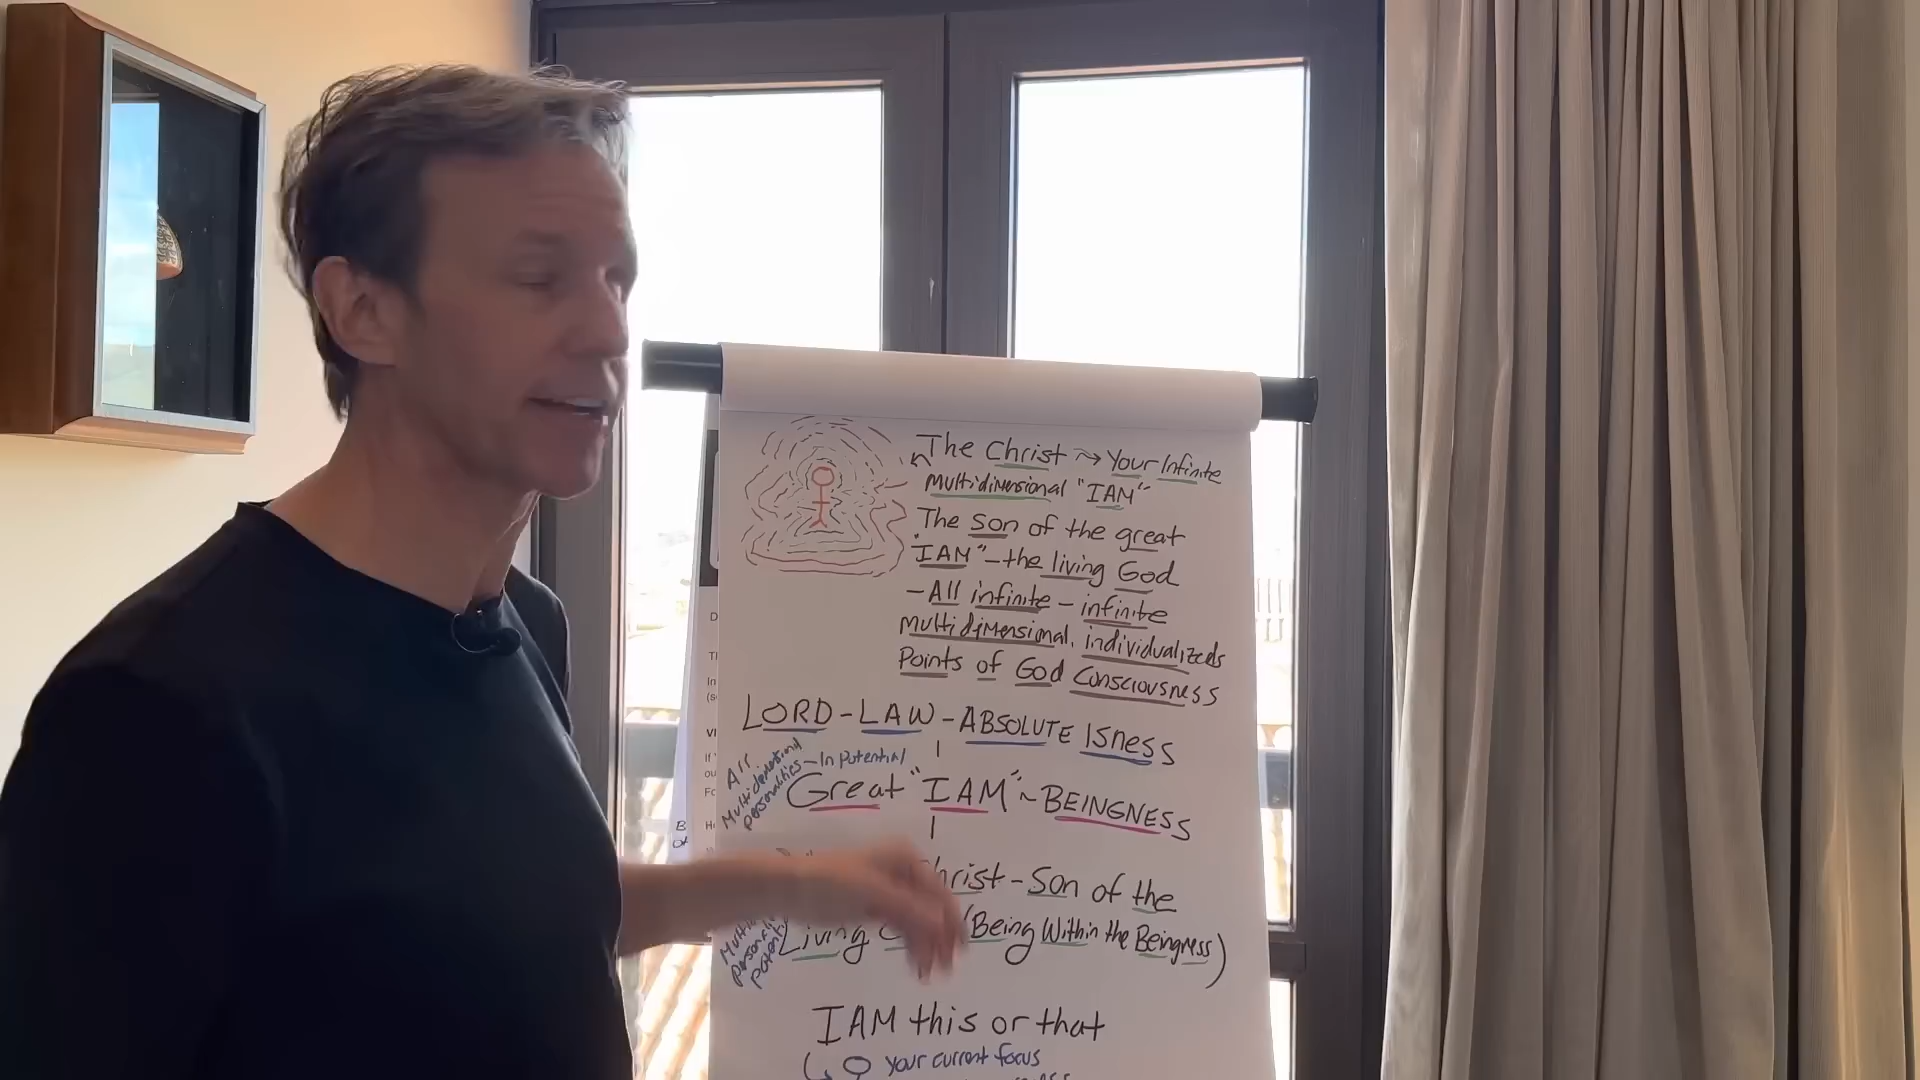 The Christ → Your Infinite
Multidimensional "IAM"
The Son of the great
"IAM" - the living God
- All infinite - infinite
multidimensional, individualized
Points of God Consciousness
LORD - LAW - ABSOLUTE ISness
All
Multidimensional
personalities - In potential
Great "IAM" ~ BEINGNESS
Christ - Son of the
Living (Being Within the Beingness)
IAM this or that
your current focus